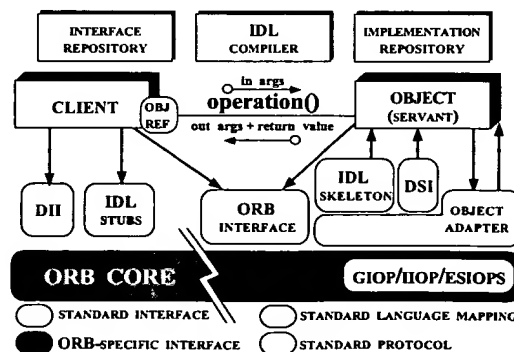 INTERFACE
REPOSITORY
IDL
COMPILER
IMPLEMENTATION
REPOSITORY
CLIENT
OBJ
REF
in args
operation()
out args + return value
OBJECT
(SERVANT)
DII
IDL
STUBS
ORB
INTERFACE
IDL
SKELETON
DSI
OBJECT
ADAPTER
ORB CORE
GIOP/IIOP/ESIOPS
STANDARD INTERFACE
STANDARD LANGUAGE MAPPING
ORB-SPECIFIC INTERFACE
STANDARD PROTOCOL